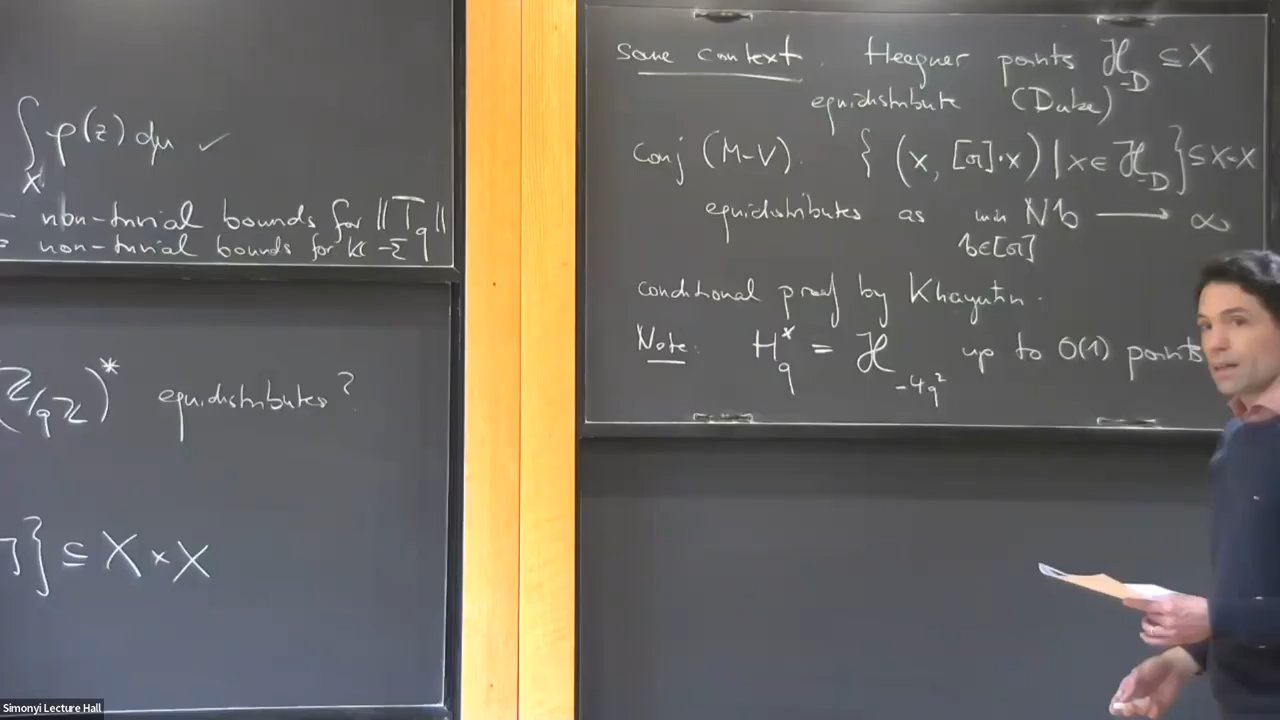 ∫_X φ(z) dμ ✓
– non-trivial bounds for ||T_q||
= non-trivial bounds for Kl-Σ
(Z/qZ)^* equidistributes?
]} ⊆ X × X
Some context. Heegner points ℋ_{-D} ⊆ X
equidistribute (Duke)
Conj (M-V). { (x, [𝔞]·x) | x ∈ ℋ_{-D} } ⊆ X×X
equidistributes as min N𝔟 ⟶ ∞
𝔟∈[𝔞]
conditional proof by Khayutin.
Note: H_q^* = ℋ_{-4q²} up to O(1) points
Simonyi Lecture Hall